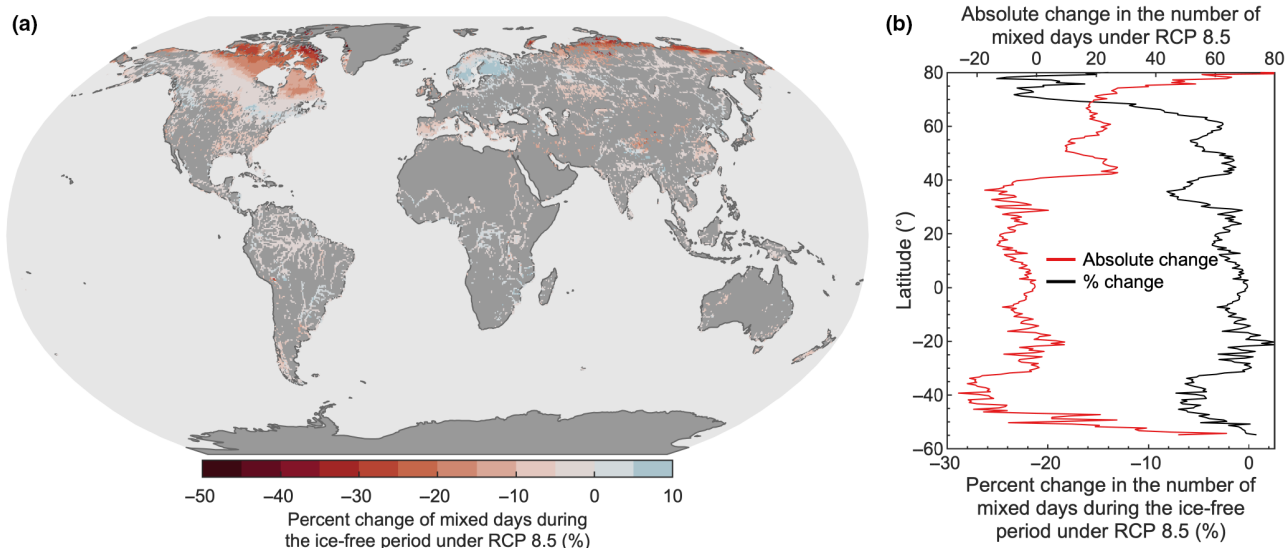 (a)
−50
−40
−30
−20
−10
0
10
Percent change of mixed days during
the ice-free period under RCP 8.5 (%)
(b)
Absolute change in the number of
mixed days under RCP 8.5
−20 0 20 40 60 80
80
60
40
20
0
−20
−40
−60
Latitude (°)
Absolute change
% change
−30 −20 −10 0
Percent change in the number of
mixed days during the ice-free
period under RCP 8.5 (%)